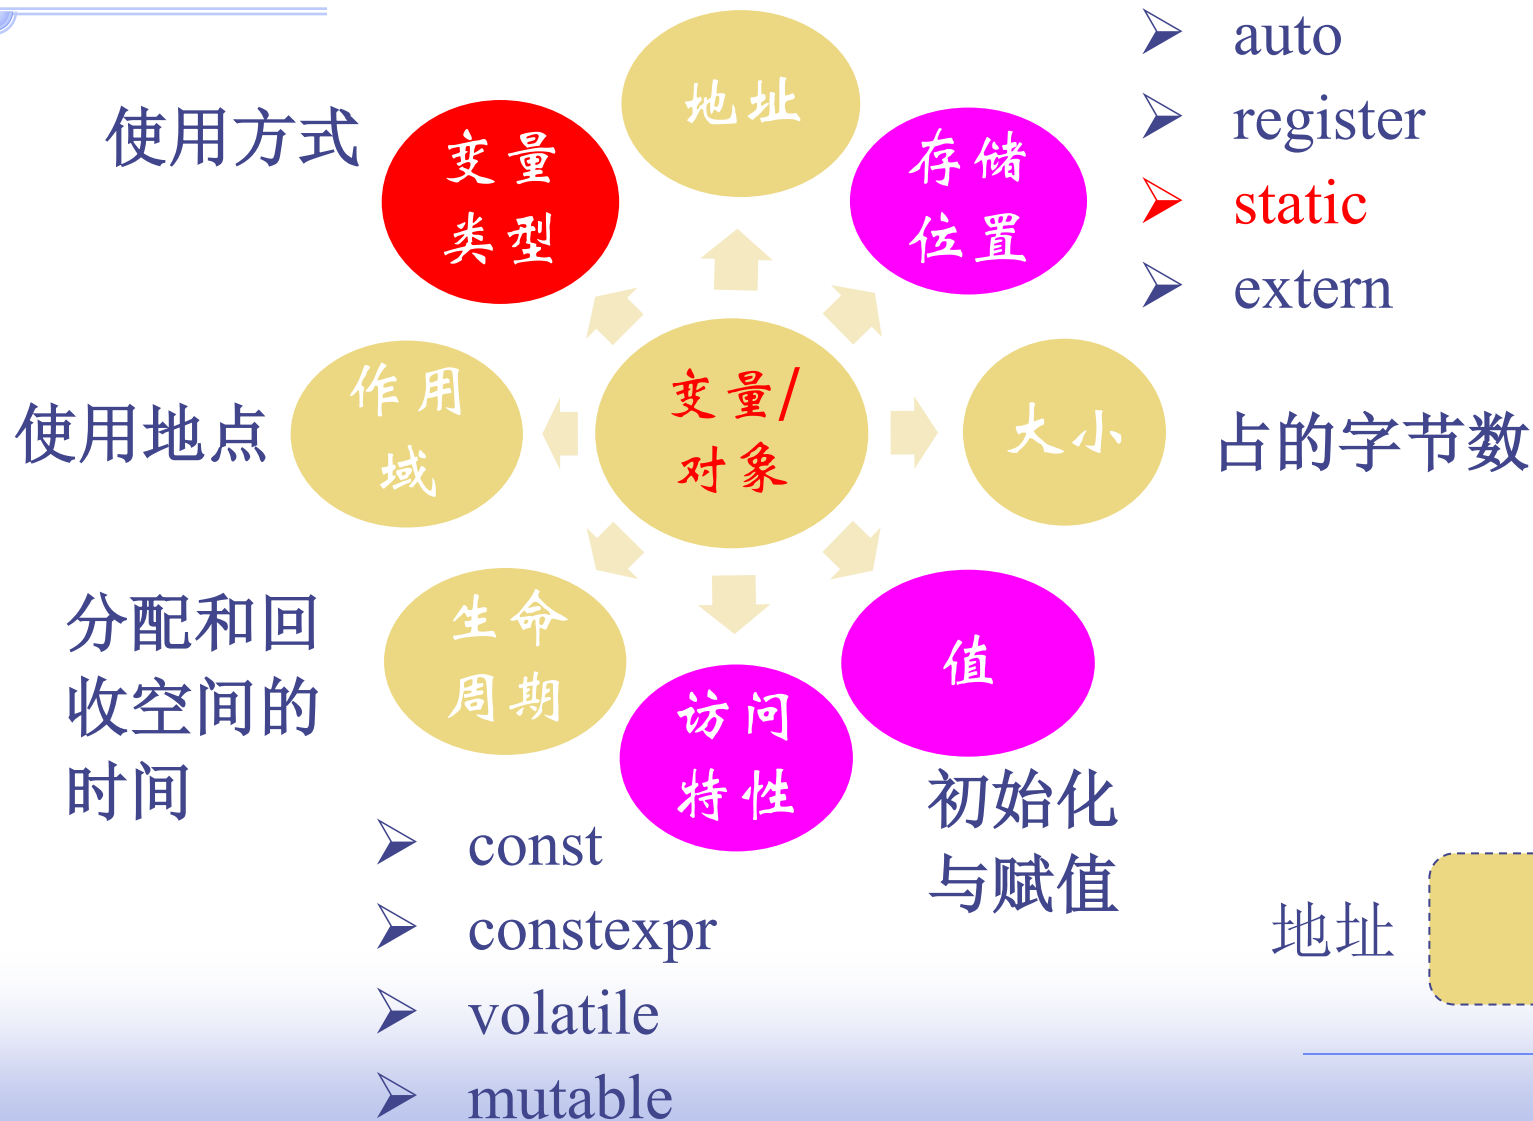 地址
auto
register
static
extern
使用方式
变量
类型
存储
位置
使用地点
作用
域
变量/
对象
大小
占的字节数
分配和回
收空间的
时间
生命
周期
访问
特性
值
初始化
与赋值
const
constexpr
volatile
mutable
地址